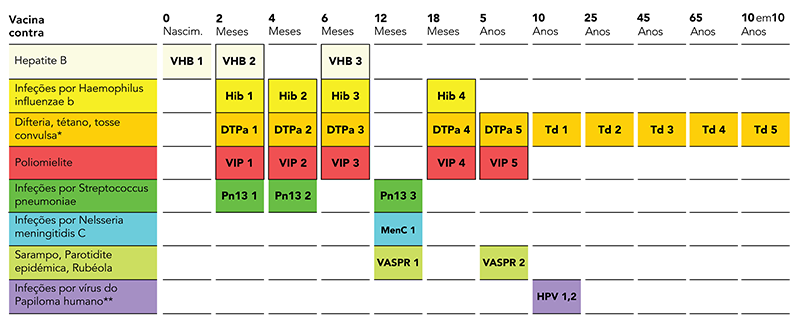 Vacina contra 0 Nascim. 2 Meses 4 Meses 6 Meses 12 Meses 18 Meses 5 Anos 10 Anos 25 Anos 45 Anos 65 Anos 10 em 10 Anos
Hepatite B VHB 1 VHB 2 VHB 3
Infeções por Haemophilus
influenzae b Hib 1 Hib 2 Hib 3 Hib 4
Difteria, tétano, tosse
convulsa* DTPa 1 DTPa 2 DTPa 3 DTPa 4 DTPa 5 Td 1 Td 2 Td 3 Td 4 Td 5
Poliomielite VIP 1 VIP 2 VIP 3 VIP 4 VIP 5
Infeções por Streptococcus
pneumoniae Pn13 1 Pn13 2 Pn13 3
Infeções por Nelsseria
meningitidis C MenC 1
Sarampo, Parotidite
epidémica, Rubéola VASPR 1 VASPR 2
Infeções por vírus do
Papiloma humano** HPV 1,2